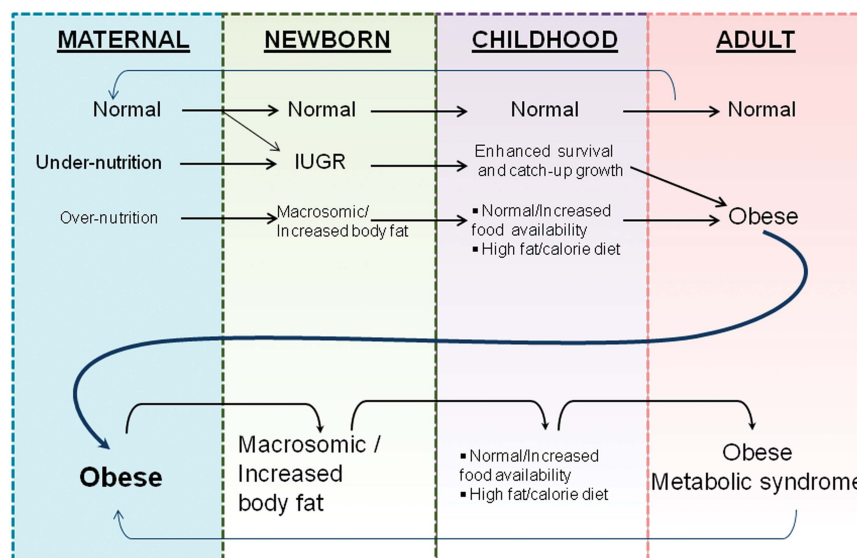 MATERNAL
NEWBORN
CHILDHOOD
ADULT
Normal
Normal
Normal
Normal
Under-nutrition
IUGR
Enhanced survival
and catch-up growth
Over-nutrition
Macrosomic/
Increased body fat
▪ Normal/Increased
food availability
▪ High fat/calorie diet
Obese
Obese
Macrosomic /
Increased
body fat
▪ Normal/Increased
food availability
▪ High fat/calorie diet
Obese
Metabolic syndrome